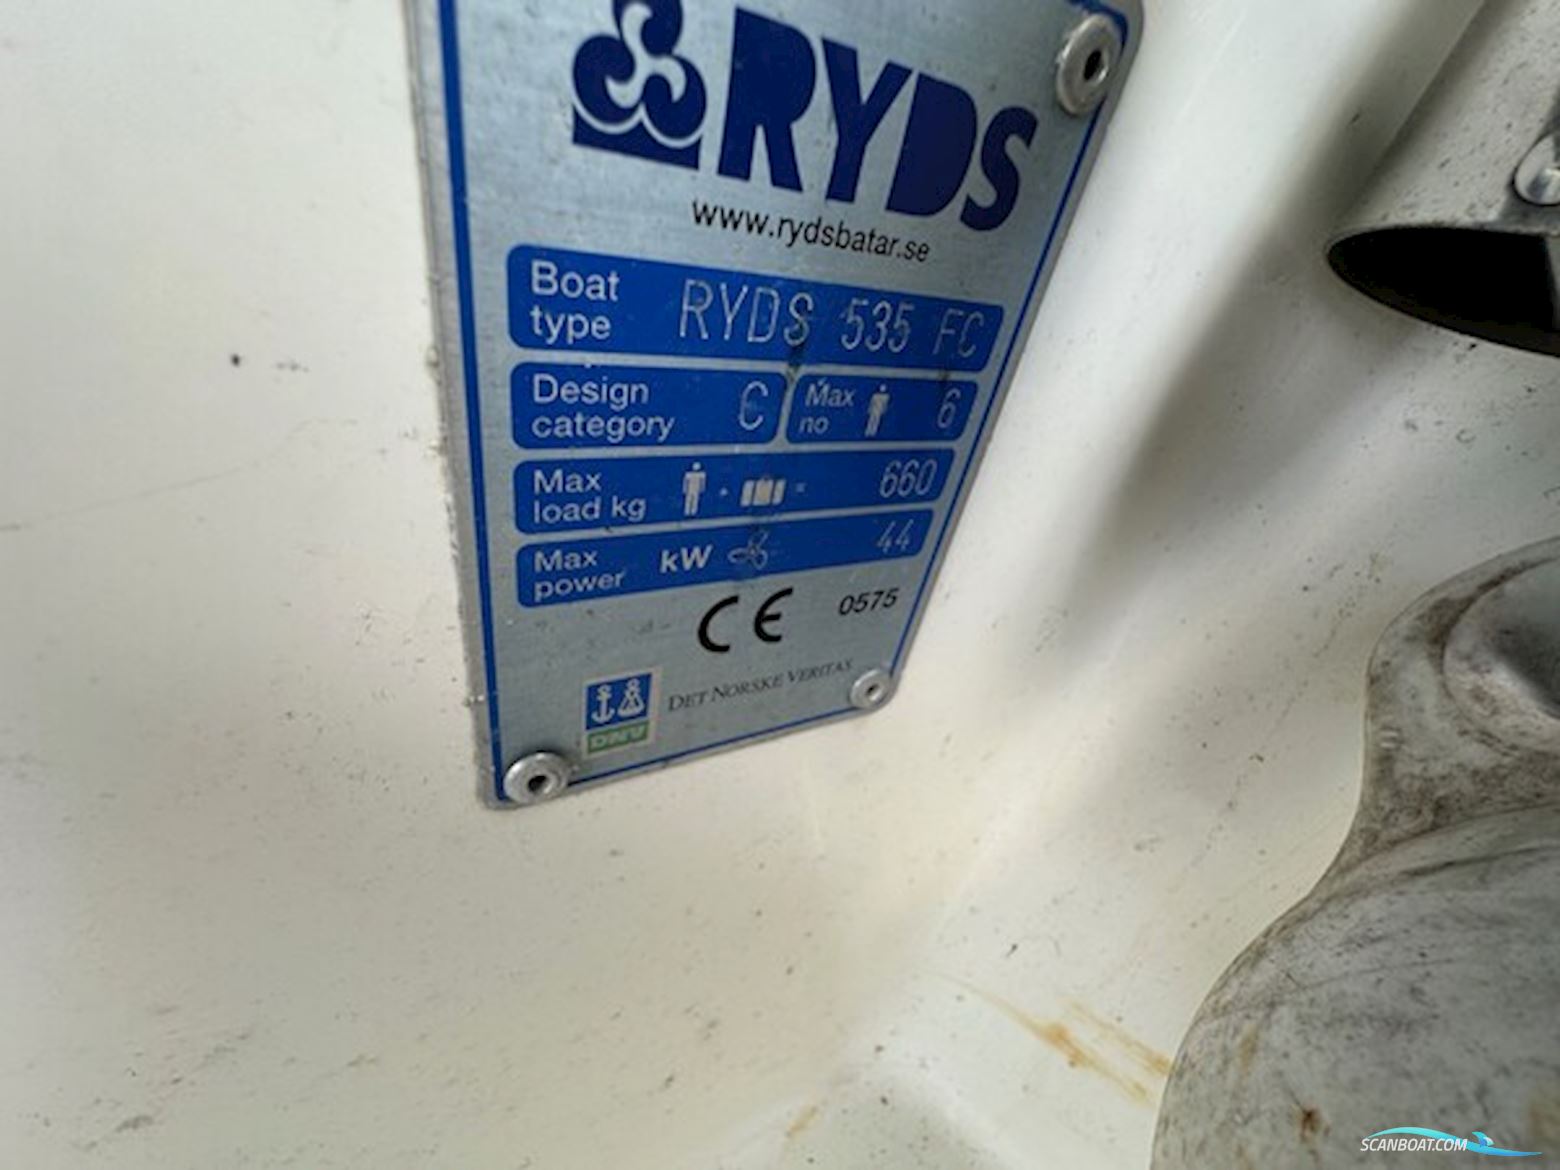 RYDS
www.rydsbatar.se
Boat type RYDS 535 FC
Design category C Max no 6
Max load kg + = 660
Max power kW 44
CE 0575
DNV DET NORSKE VERITAS
SCANBOAT.COM